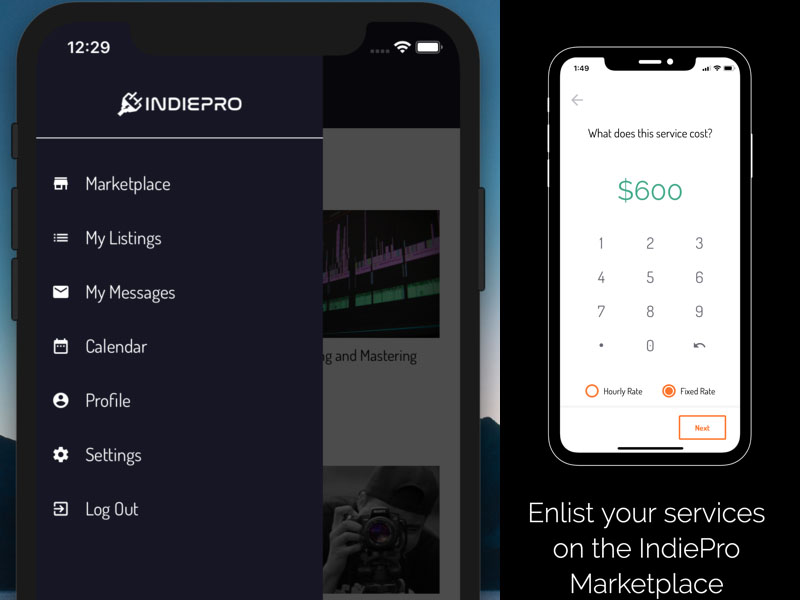 12:29
INDIEPRO
Marketplace
My Listings
My Messages
Calendar
Profile
Settings
Log Out
and Mastering
1:49
What does this service cost?
$600
1 2 3
4 5 6
7 8 9
. 0
Hourly Rate Fixed Rate
Next
Enlist your services
on the IndiePro
Marketplace